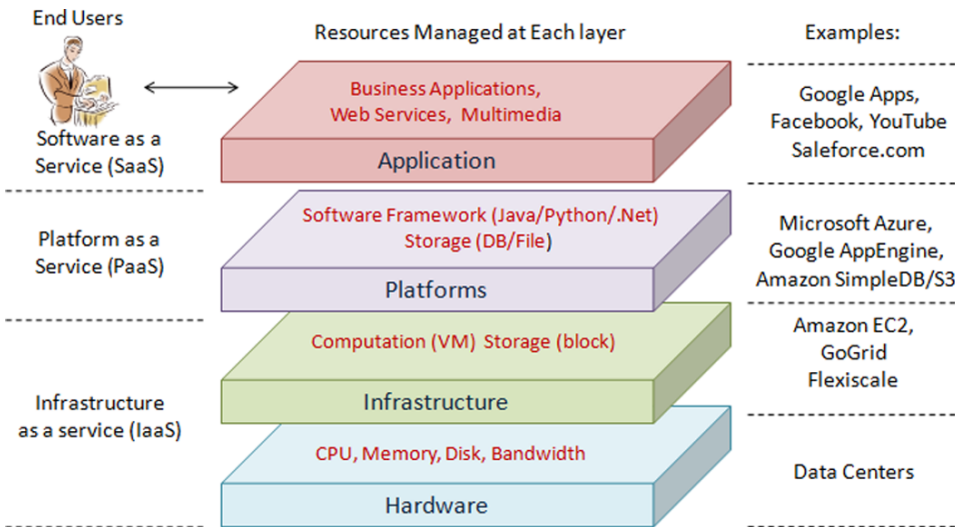 End Users
Resources Managed at Each layer
Examples:
Business Applications,
Web Services, Multimedia
Application
Software as a
Service (SaaS)
Google Apps,
Facebook, YouTube
Saleforce.com
Software Framework (Java/Python/.Net)
Storage (DB/File)
Platforms
Platform as a
Service (PaaS)
Microsoft Azure,
Google AppEngine,
Amazon SimpleDB/S3
Computation (VM) Storage (block)
Infrastructure
Amazon EC2,
GoGrid
Flexiscale
Infrastructure
as a service (IaaS)
CPU, Memory, Disk, Bandwidth
Hardware
Data Centers